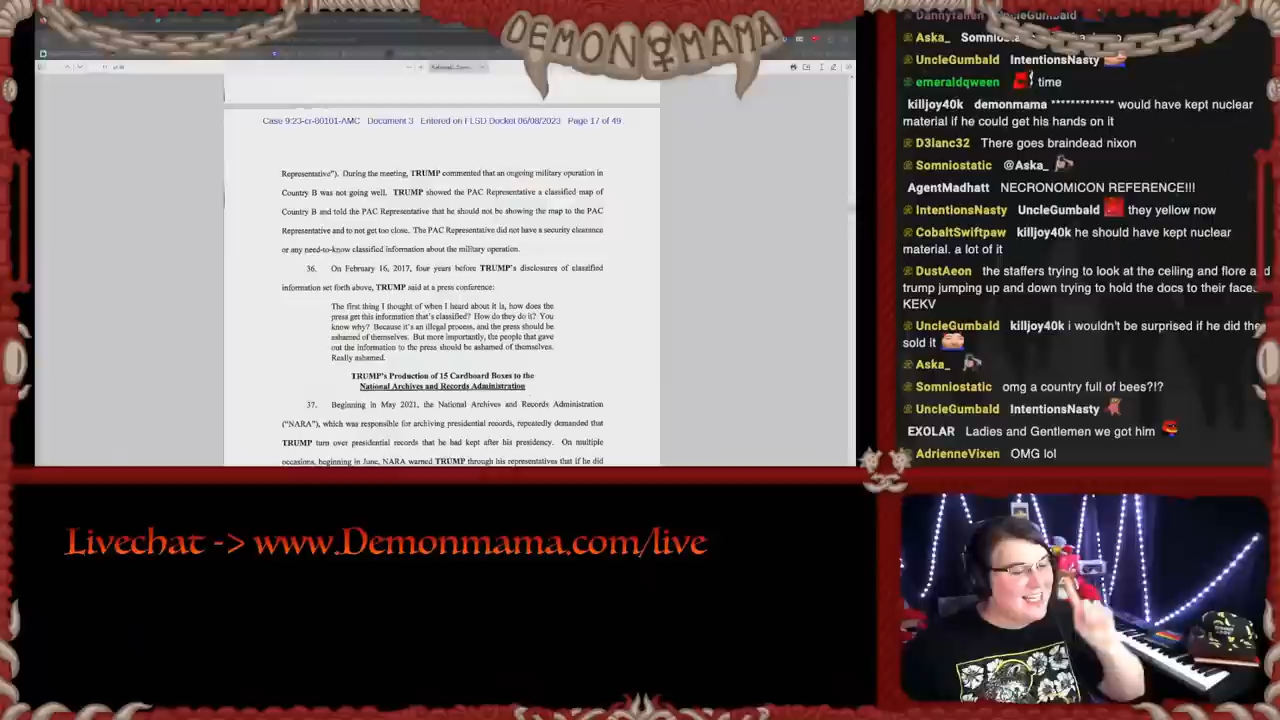 DEMON MAMA
Case 9:23-cr-80101-AMC Document 3 Entered on FLSD Docket 06/08/2023 Page 17 of 49
Representative"). During the meeting, TRUMP commented that an ongoing military operation in
Country B was not going well. TRUMP showed the PAC Representative a classified map of
Country B and told the PAC Representative that he should not be showing the map to the PAC
Representative and to not get too close. The PAC Representative did not have a security clearance
or any need-to-know classified information about the military operation.
36. On February 16, 2017, four years before TRUMP's disclosures of classified
information set forth above, TRUMP said at a press conference:
The first thing I thought of when I heard about it is, how does the
press get this information that's classified? How do they do it? You
know why? Because it's an illegal process, and the press should be
ashamed of themselves. But more importantly, the people that gave
out the information to the press should be ashamed of themselves.
Really ashamed.
TRUMP's Production of 15 Cardboard Boxes to the
National Archives and Records Administration
37. Beginning in May 2021, the National Archives and Records Administration
("NARA"), which was responsible for archiving presidential records, repeatedly demanded that
TRUMP turn over presidential records that he had kept after his presidency. On multiple
occasions, beginning in June, NARA warned TRUMP through his representatives that if he did
Dannyfallen UncleGumbald
Aska_
UncleGumbald IntentionsNasty
emeraldqween time
killjoy40k demonmama ************* would have kept nuclear
material if he could get his hands on it
D3lanc32 There goes braindead nixon
Somniostatic @Aska_
AgentMadhatt NECRONOMICON REFERENCE!!!
IntentionsNasty UncleGumbald they yellow now
CobaltSwiftpaw killjoy40k he should have kept nuclear
material. a lot of it
DustAeon the staffers trying to look at the ceiling and floor and
trump jumping up and down trying to hold the docs to their faces
KEKV
UncleGumbald killjoy40k i wouldn't be surprised if he did then
sold it
Aska_
Somniostatic omg a country full of bees?!?
UncleGumbald IntentionsNasty
EXOLAR Ladies and Gentlemen we got him
AdrienneVixen OMG lol
Livechat -> www.Demonmama.com/live